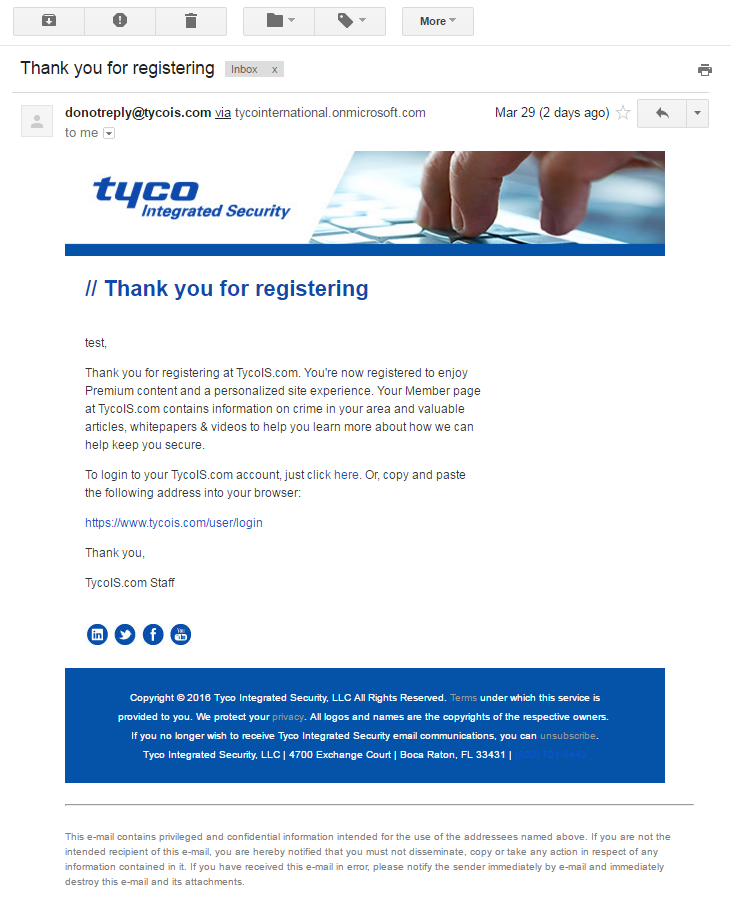 More
Thank you for registering Inbox x
donotreply@tycois.com via tycointernational.onmicrosoft.com Mar 29 (2 days ago)
to me
tyco
Integrated Security
// Thank you for registering
test,
Thank you for registering at TycoIS.com. You're now registered to enjoy
Premium content and a personalized site experience. Your Member page
at TycoIS.com contains information on crime in your area and valuable
articles, whitepapers & videos to help you learn more about how we can
help keep you secure.
To login to your TycoIS.com account, just click here. Or, copy and paste
the following address into your browser:
https://www.tycois.com/user/login
Thank you,
TycoIS.com Staff
in f You Tube
Copyright © 2016 Tyco Integrated Security, LLC All Rights Reserved. Terms under which this service is
provided to you. We protect your privacy. All logos and names are the copyrights of the respective owners.
If you no longer wish to receive Tyco Integrated Security email communications, you can unsubscribe.
Tyco Integrated Security, LLC | 4700 Exchange Court | Boca Raton, FL 33431 |
This e-mail contains privileged and confidential information intended for the use of the addressees named above. If you are not the
intended recipient of this e-mail, you are hereby notified that you must not disseminate, copy or take any action in respect of any
information contained in it. If you have received this e-mail in error, please notify the sender immediately by e-mail and immediately
destroy this e-mail and its attachments.